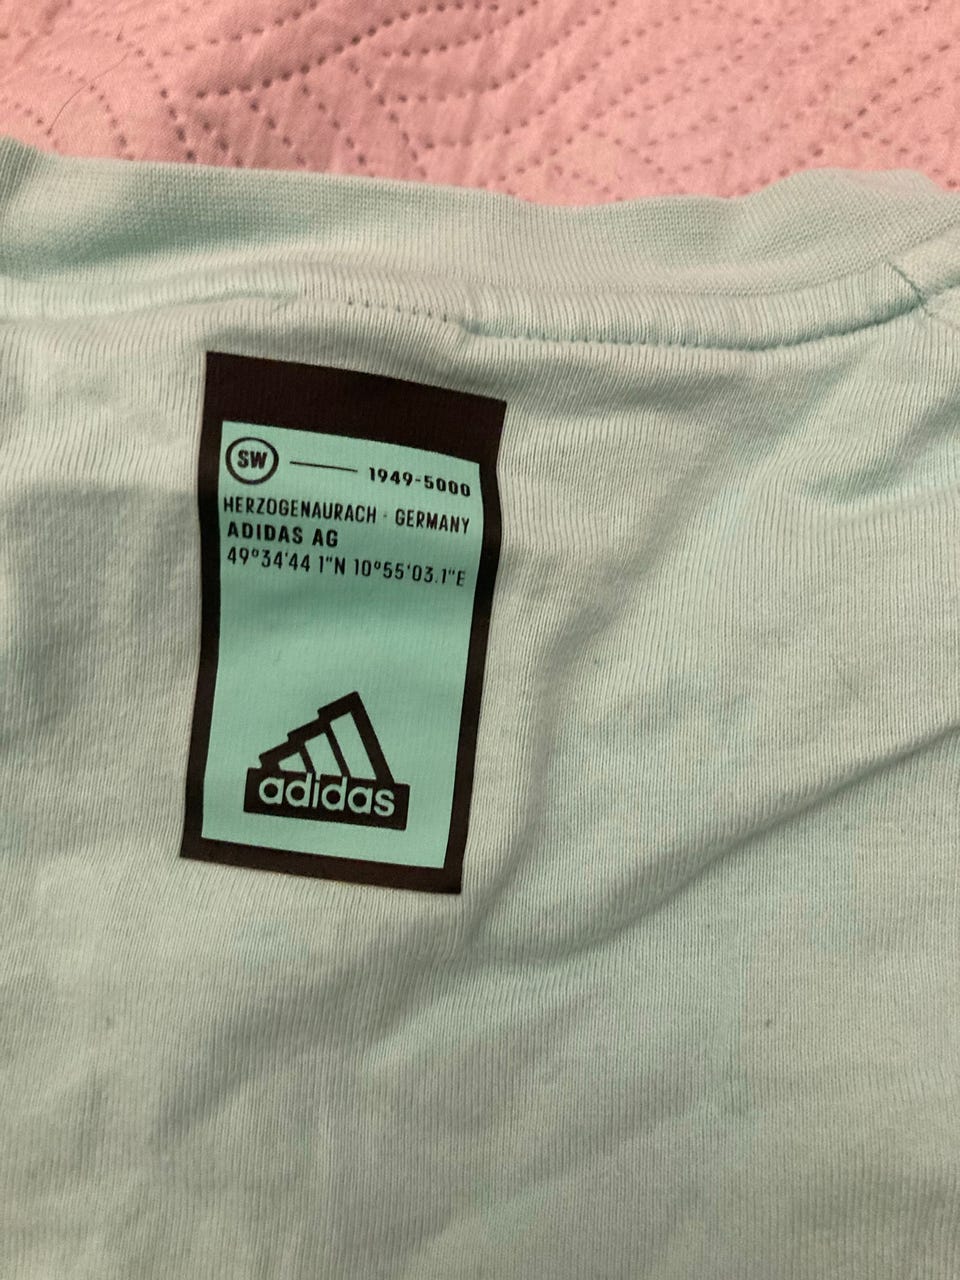 SW 1949-5000
HERZOGENAURACH · GERMANY
ADIDAS AG
49°34'44 1"N 10°55'03.1"E
adidas